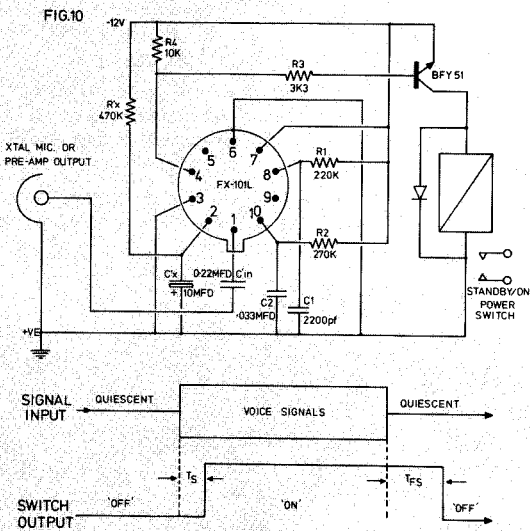 FIG.10
-12V
R4
10K
R3
3K3
BFY 51
R'x
470K
XTAL MIC. OR
PRE-AMP OUTPUT
5
6
7
4
8
FX-101L
3
9
2
1
10
R1
220K
R2
270K
C'x
+ 10MFD
0·22MFD C'in
C2
·033MFD
C1
2200pf
STANDBY/ON
POWER
SWITCH
+VE
SIGNAL
INPUT
QUIESCENT
VOICE SIGNALS
QUIESCENT
TS
TFS
SWITCH
OUTPUT
'OFF'
'ON'
'OFF'